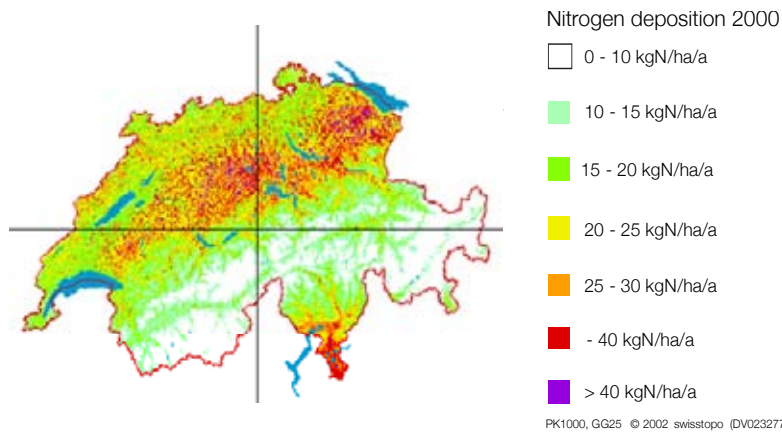 Nitrogen deposition 2000
0 - 10 kgN/ha/a
10 - 15 kgN/ha/a
15 - 20 kgN/ha/a
20 - 25 kgN/ha/a
25 - 30 kgN/ha/a
- 40 kgN/ha/a
> 40 kgN/ha/a
PK1000, GG25 © 2002 swisstopo (DV023277